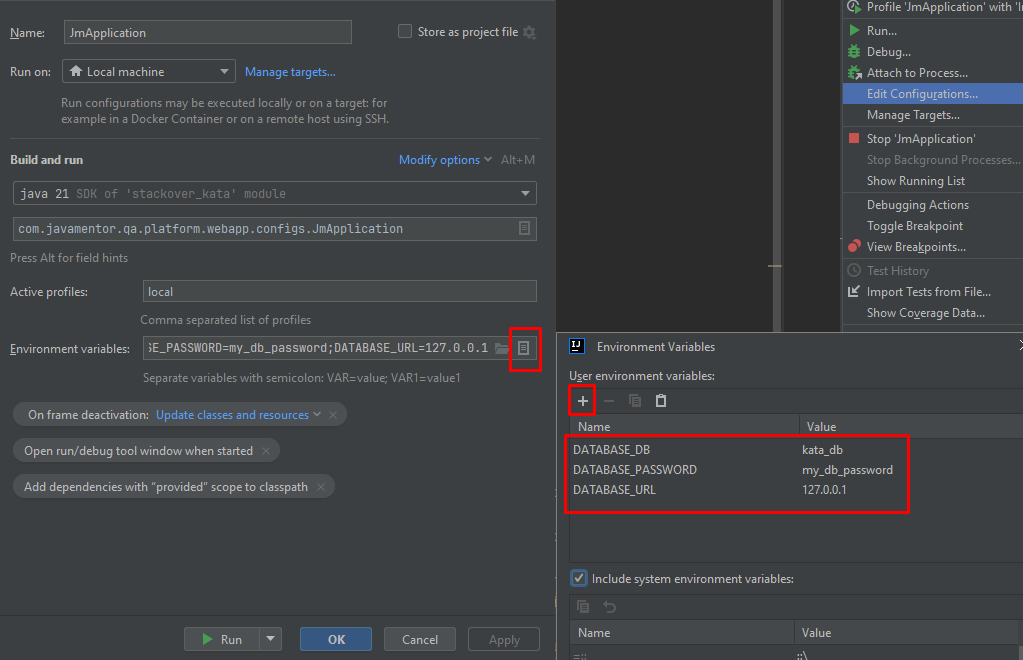 Name:
JmApplication
Store as project file
Run on:
Local machine
Manage targets...
Run configurations may be executed locally or on a target: for
example in a Docker Container or on a remote host using SSH.
Build and run
Modify options
Alt+M
java 21 SDK of 'stackover_kata' module
com.javamentor.qa.platform.webapp.configs.JmApplication
Press Alt for field hints
Active profiles:
local
Comma separated list of profiles
Environment variables:
SE_PASSWORD=my_db_password;DATABASE_URL=127.0.0.1
Separate variables with semicolon: VAR=value; VAR1=value1
On frame deactivation: Update classes and resources
Open run/debug tool window when started
Add dependencies with “provided” scope to classpath
Run
OK
Cancel
Apply
Profile 'JmApplication' with 'I
Run...
Debug...
Attach to Process...
Edit Configurations...
Manage Targets...
Stop 'JmApplication'
Stop Background Processes...
Show Running List
Debugging Actions
Toggle Breakpoint
View Breakpoints...
Test History
Import Tests from File...
Show Coverage Data...
IJ
Environment Variables
User environment variables:
Name Value
DATABASE_DB kata_db
DATABASE_PASSWORD my_db_password
DATABASE_URL 127.0.0.1
Include system environment variables:
Name Value